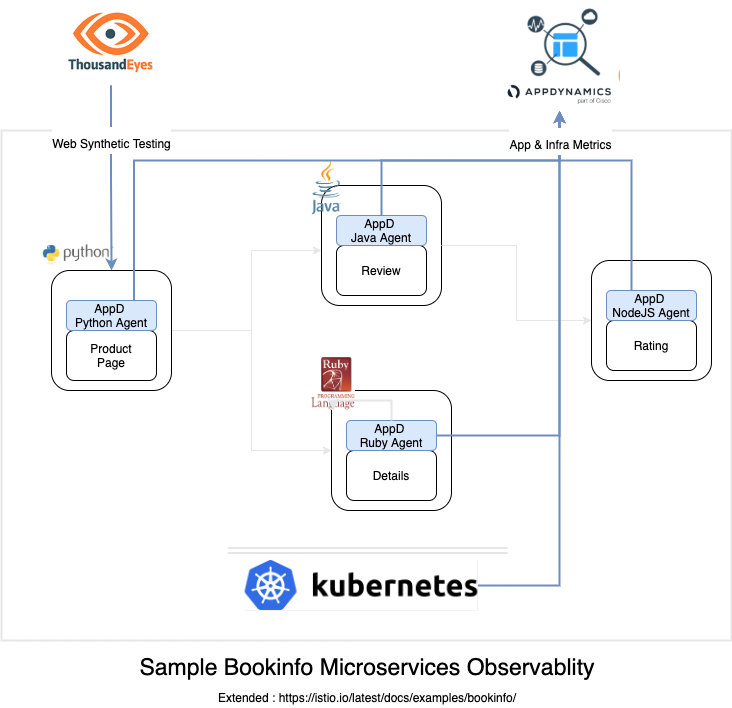 ThousandEyes
APPDYNAMICS
part of Cisco
Web Synthetic Testing
App & Infra Metrics
Java
python
AppD
Java Agent
Review
AppD
Python Agent
Product
Page
AppD
NodeJS Agent
Rating
Ruby
PROGRAMMING
Language
AppD
Ruby Agent
Details
kubernetes
Sample Bookinfo Microservices Observablity
Extended : https://istio.io/latest/docs/examples/bookinfo/